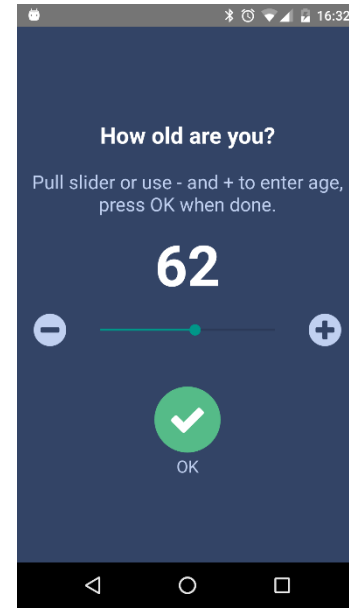 16:32
How old are you?
Pull slider or use - and + to enter age,
press OK when done.
62
OK